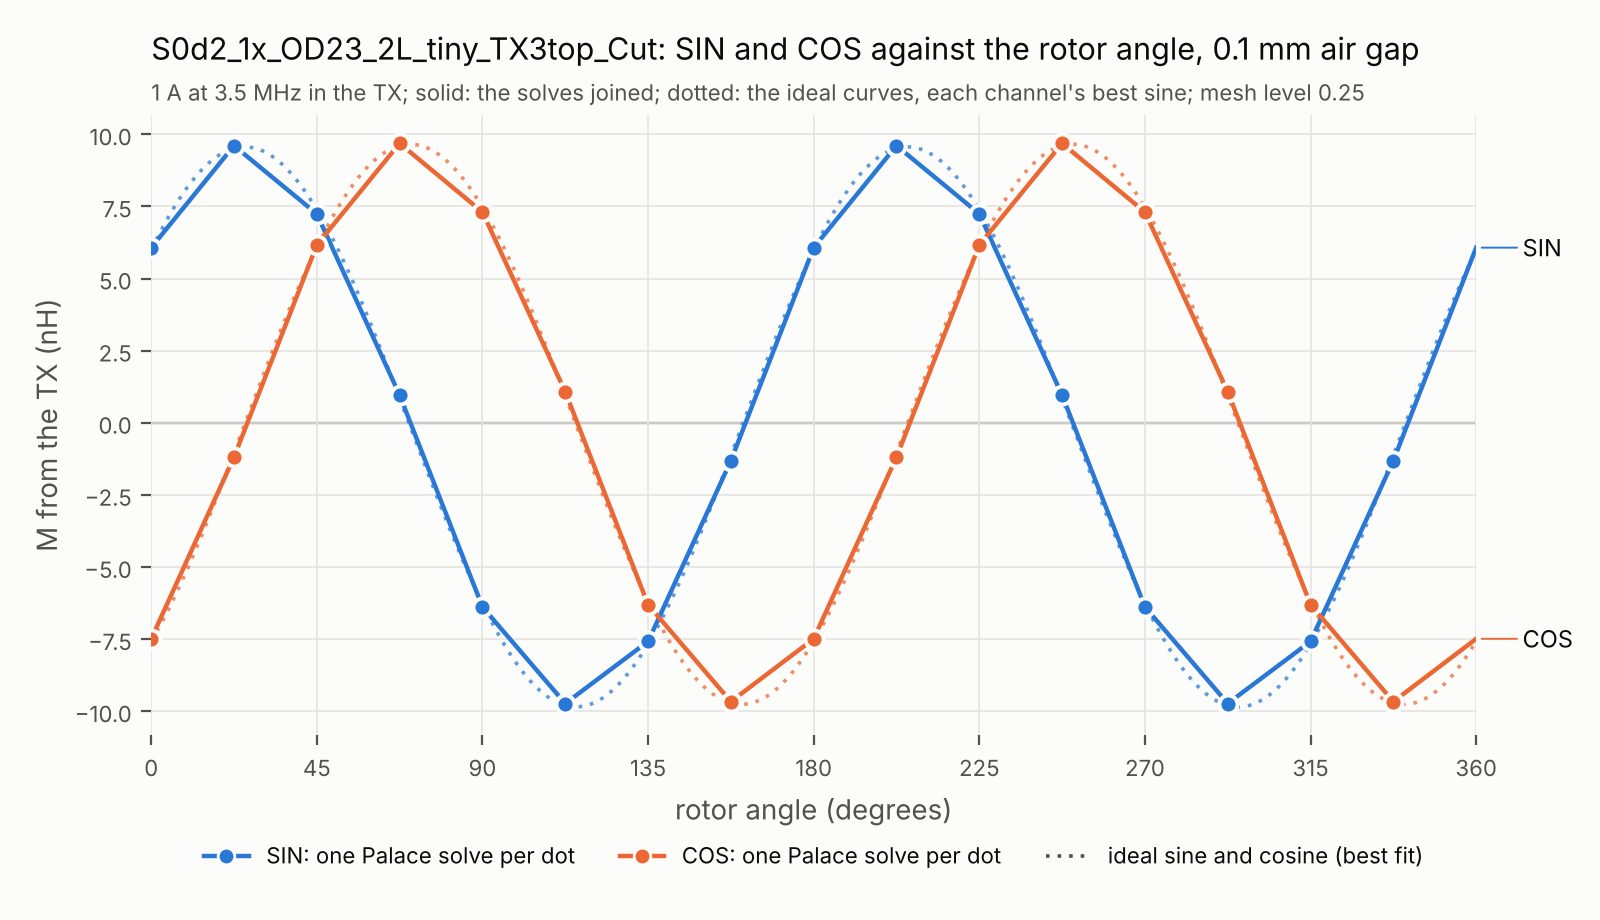 S0d2_1x_OD23_2L_tiny_TX3top_Cut: SIN and COS against the rotor angle, 0.1 mm air gap
1 A at 3.5 MHz in the TX; solid: the solves joined; dotted: the ideal curves, each channel's best sine; mesh level 0.25
M from the TX (nH)
10.0
7.5
5.0
2.5
0.0
−2.5
−5.0
−7.5
−10.0
SIN
COS
0 45 90 135 180 225 270 315 360
rotor angle (degrees)
SIN: one Palace solve per dot COS: one Palace solve per dot ideal sine and cosine (best fit)